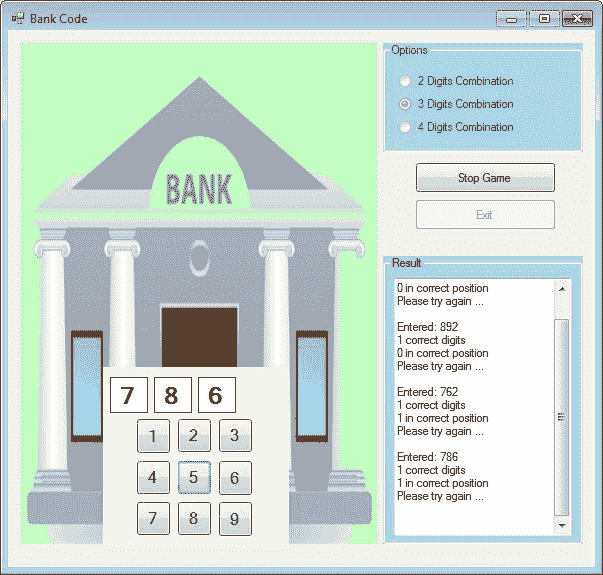 Bank Code
BANK
7 8 6
1 2 3
4 5 6
7 8 9
Options
2 Digits Combination
3 Digits Combination
4 Digits Combination
Stop Game
Exit
Result
0 in correct position
Please try again ...
Entered: 892
1 correct digits
0 in correct position
Please try again ...
Entered: 762
1 correct digits
1 in correct position
Please try again ...
Entered: 786
1 correct digits
1 in correct position
Please try again ...